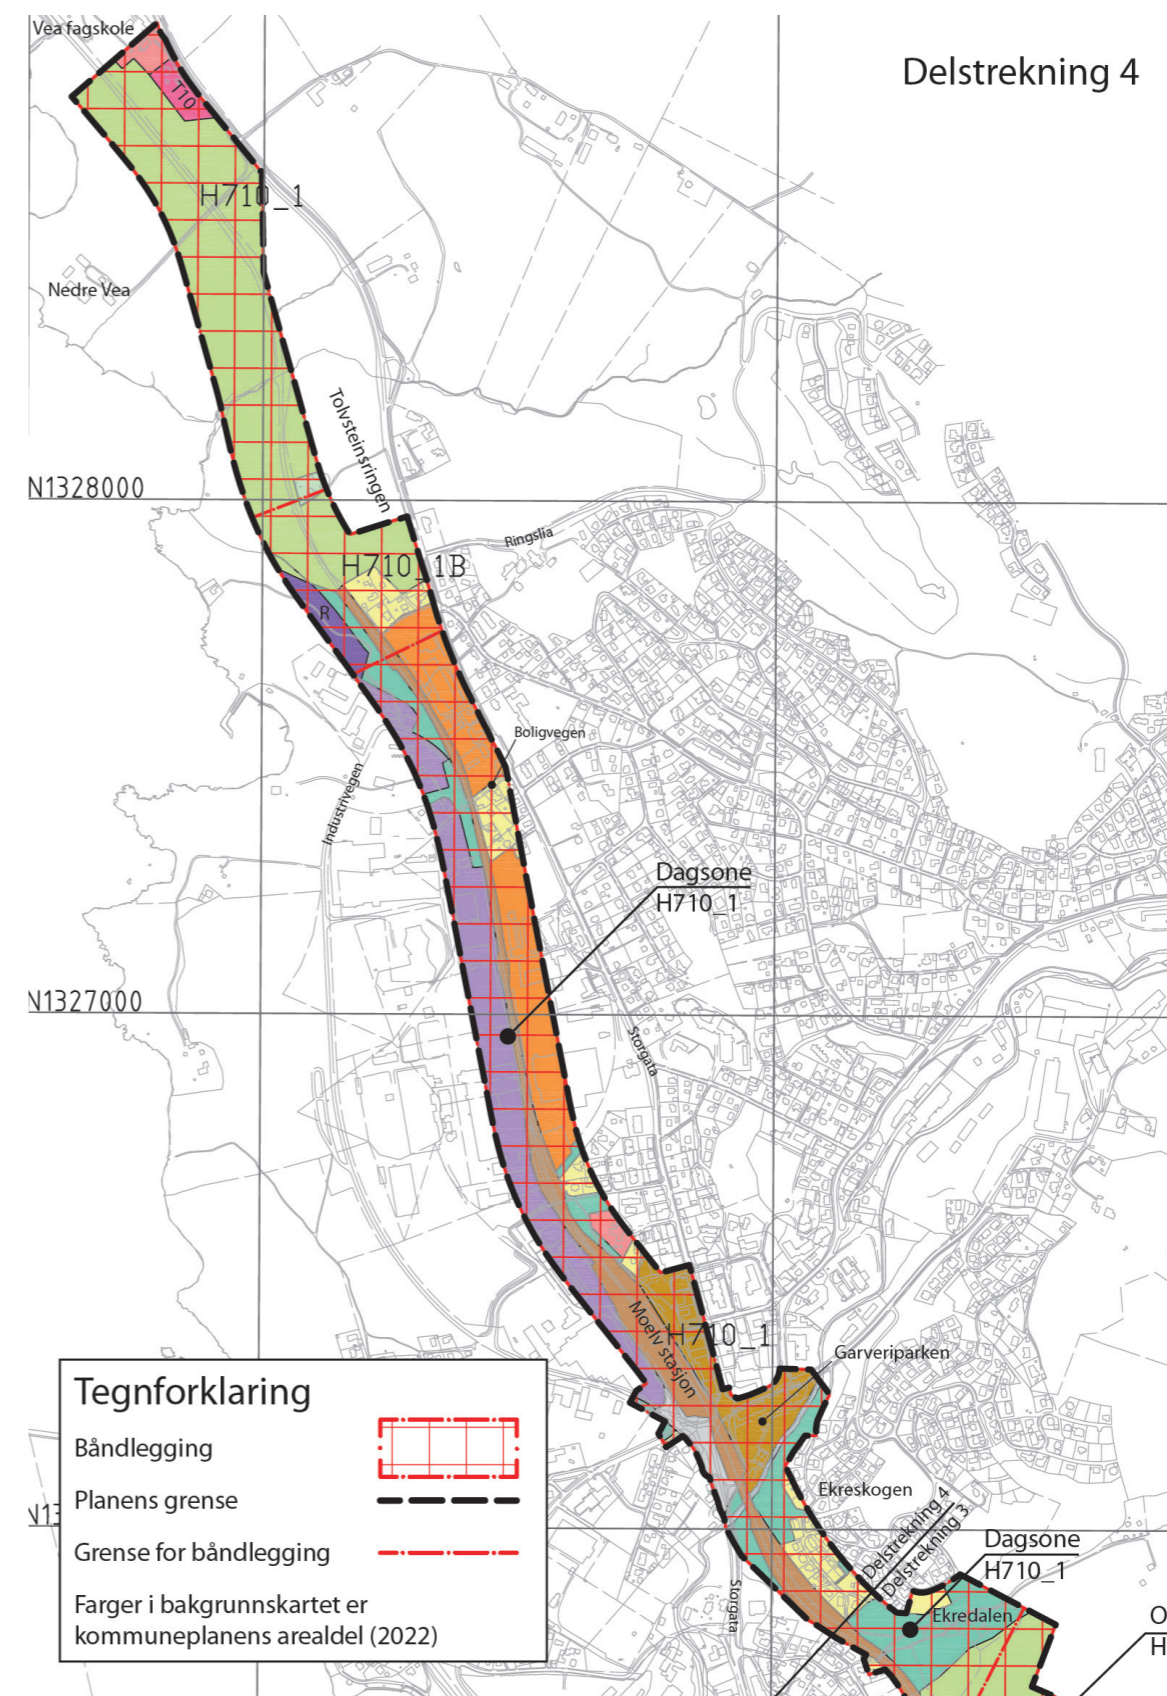 Vea fagskole
Delstrekning 4
T10
H710_1
Nedre Vea
Tolvsteinsringen
N1328000
Ringslia
H710_1B
R
Boligvegen
Industrivegen
Dagsone
H710_1
N1327000
Storgata
Moelv stasjon
H710_1
Garveriparken
Tegnforklaring
Båndlegging
Ekreskogen
Planens grense
N13
Delstrekning 4
Delstrekning 3
Dagsone
H710_1
Grense for båndlegging
Storgata
Ekredalen
Farger i bakgrunnskartet er
kommuneplanens arealdel (2022)
O
H